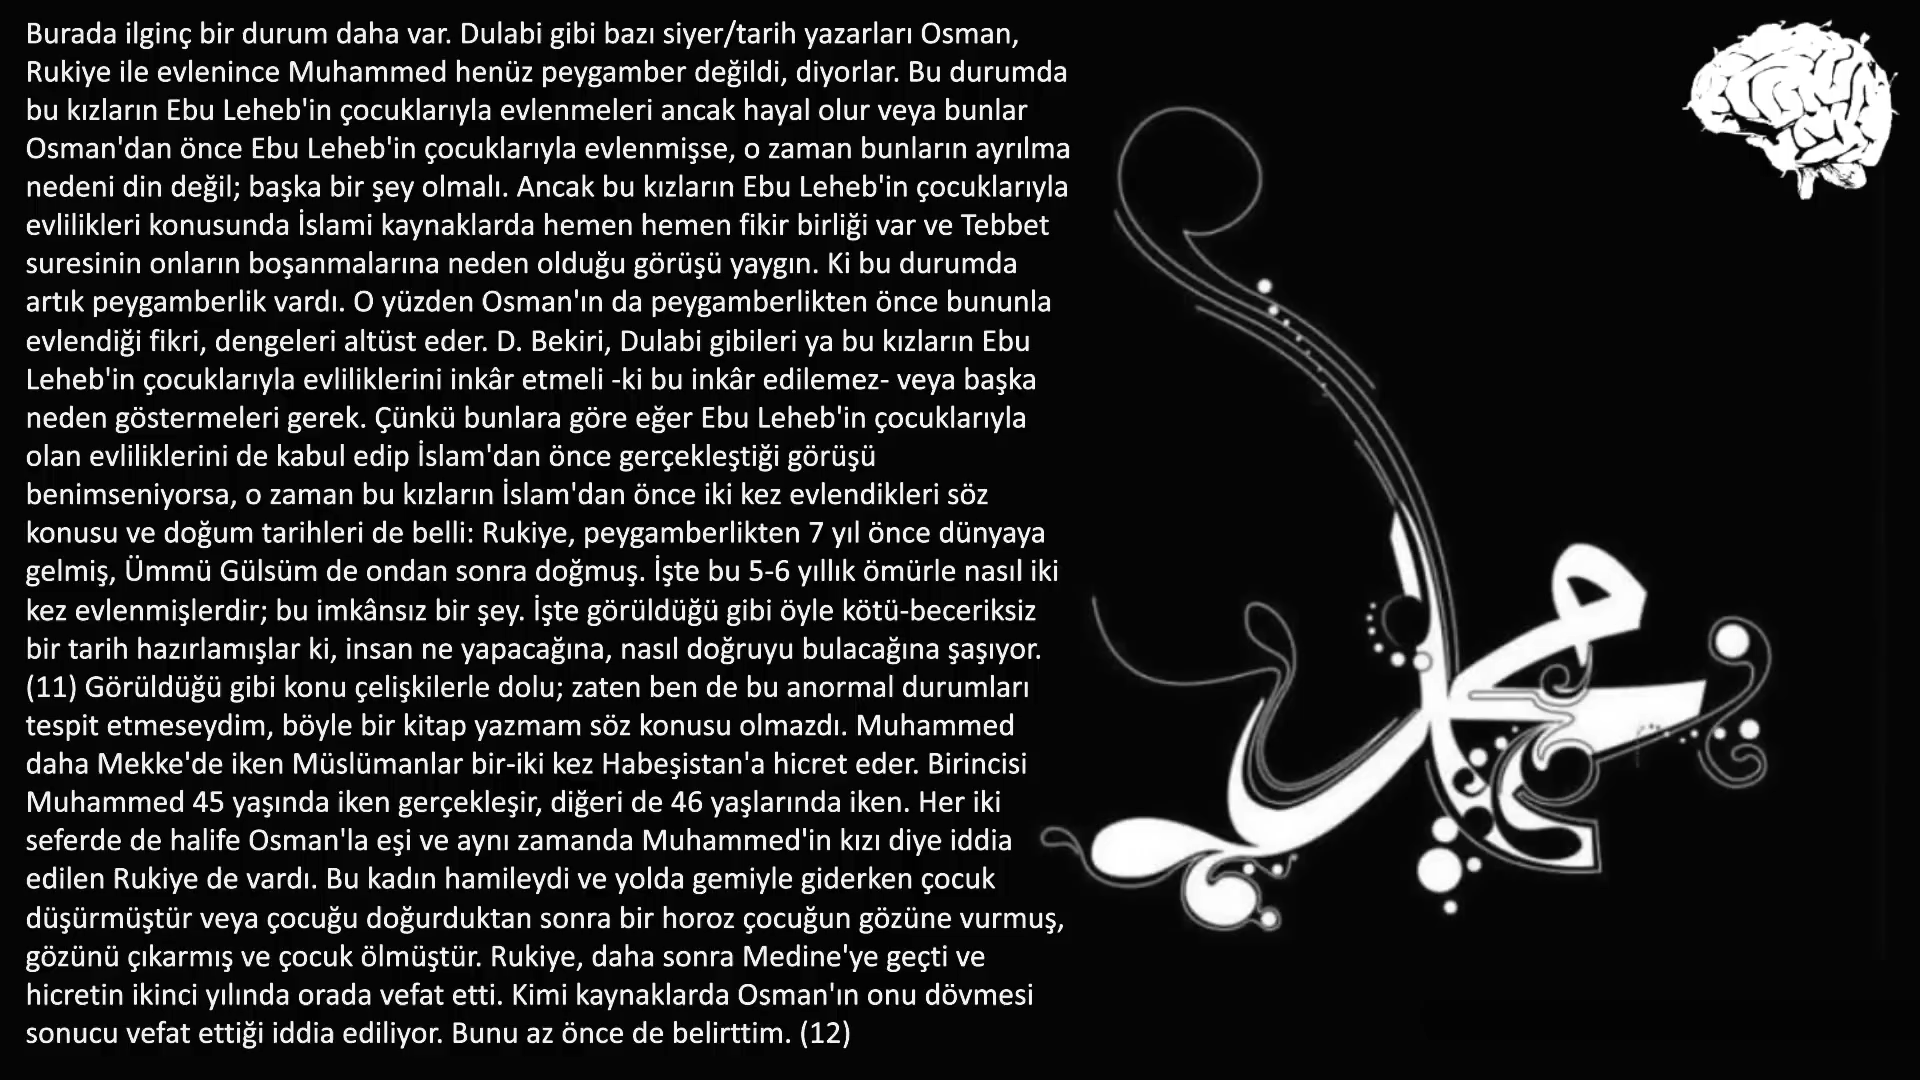 Burada ilginç bir durum daha var. Dulabi gibi bazı siyer/tarih yazarları Osman,
Rukiye ile evlenince Muhammed henüz peygamber değildi, diyorlar. Bu durumda
bu kızların Ebu Leheb'in çocuklarıyla evlenmeleri ancak hayal olur veya bunlar
Osman'dan önce Ebu Leheb'in çocuklarıyla evlenmişse, o zaman bunların ayrılma
nedeni din değil; başka bir şey olmalı. Ancak bu kızların Ebu Leheb'in çocuklarıyla
evlilikleri konusunda İslami kaynaklarda hemen hemen fikir birliği var ve Tebbet
suresinin onların boşanmalarına neden olduğu görüşü yaygın. Ki bu durumda
artık peygamberlik vardı. O yüzden Osman'ın da peygamberlikten önce bununla
evlendiği fikri, dengeleri altüst eder. D. Bekiri, Dulabi gibileri ya bu kızların Ebu
Leheb'in çocuklarıyla evliliklerini inkâr etmeli -ki bu inkâr edilemez- veya başka
neden göstermeleri gerek. Çünkü bunlara göre eğer Ebu Leheb'in çocuklarıyla
olan evliliklerini de kabul edip İslam'dan önce gerçekleştiği görüşü
benimseniyorsa, o zaman bu kızların İslam'dan önce iki kez evlendikleri söz
konusu ve doğum tarihleri de belli: Rukiye, peygamberlikten 7 yıl önce dünyaya
gelmiş, Ümmü Gülsüm de ondan sonra doğmuş. İşte bu 5-6 yıllık ömürle nasıl iki
kez evlenmişlerdir; bu imkânsız bir şey. İşte görüldüğü gibi öyle kötü-beceriksiz
bir tarih hazırlamışlar ki, insan ne yapacağına, nasıl doğruyu bulacağına şaşıyor.
(11) Görüldüğü gibi konu çelişkilerle dolu; zaten ben de bu anormal durumları
tespit etmeseydim, böyle bir kitap yazmam söz konusu olmazdı. Muhammed
daha Mekke'de iken Müslümanlar bir-iki kez Habeşistan'a hicret eder. Birincisi
Muhammed 45 yaşında iken gerçekleşir, diğeri de 46 yaşlarında iken. Her iki
seferde de halife Osman'la eşi ve aynı zamanda Muhammed'in kızı diye iddia
edilen Rukiye de vardı. Bu kadın hamileydi ve yolda gemiyle giderken çocuk
düşürmüştür veya çocuğu doğurduktan sonra bir horoz çocuğun gözüne vurmuş,
gözünü çıkarmış ve çocuk ölmüştür. Rukiye, daha sonra Medine'ye geçti ve
hicretin ikinci yılında orada vefat etti. Kimi kaynaklarda Osman'ın onu dövmesi
sonucu vefat ettiği iddia ediliyor. Bunu az önce de belirttim. (12)
محمد